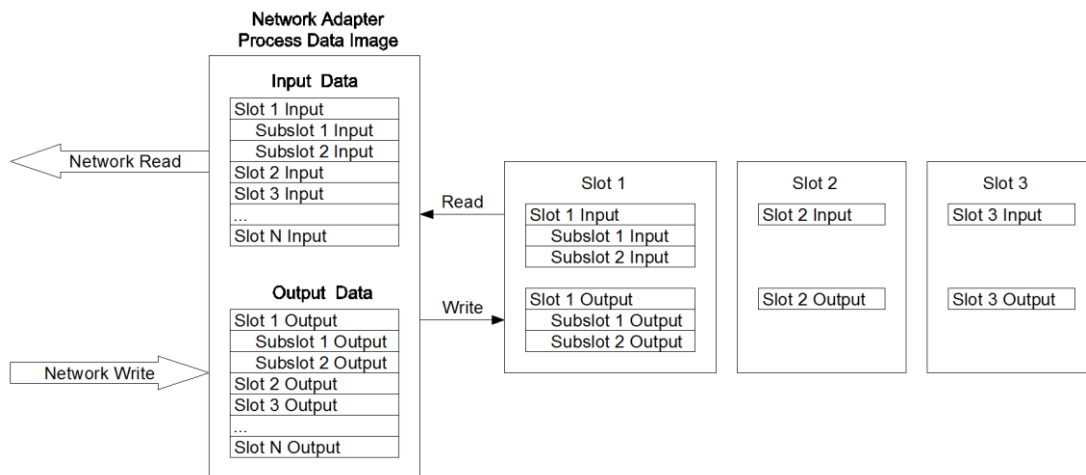 Network Adapter
Process Data Image
Input Data
Slot 1 Input
Subslot 1 Input
Subslot 2 Input
Slot 2 Input
Slot 3 Input
...
Slot N Input
Network Read
Output Data
Slot 1 Output
Subslot 1 Output
Subslot 2 Output
Slot 2 Output
Slot 3 Output
...
Slot N Output
Network Write
Read
Write
Slot 1
Slot 1 Input
Subslot 1 Input
Subslot 2 Input
Slot 1 Output
Subslot 1 Output
Subslot 2 Output
Slot 2
Slot 2 Input
Slot 2 Output
Slot 3
Slot 3 Input
Slot 3 Output